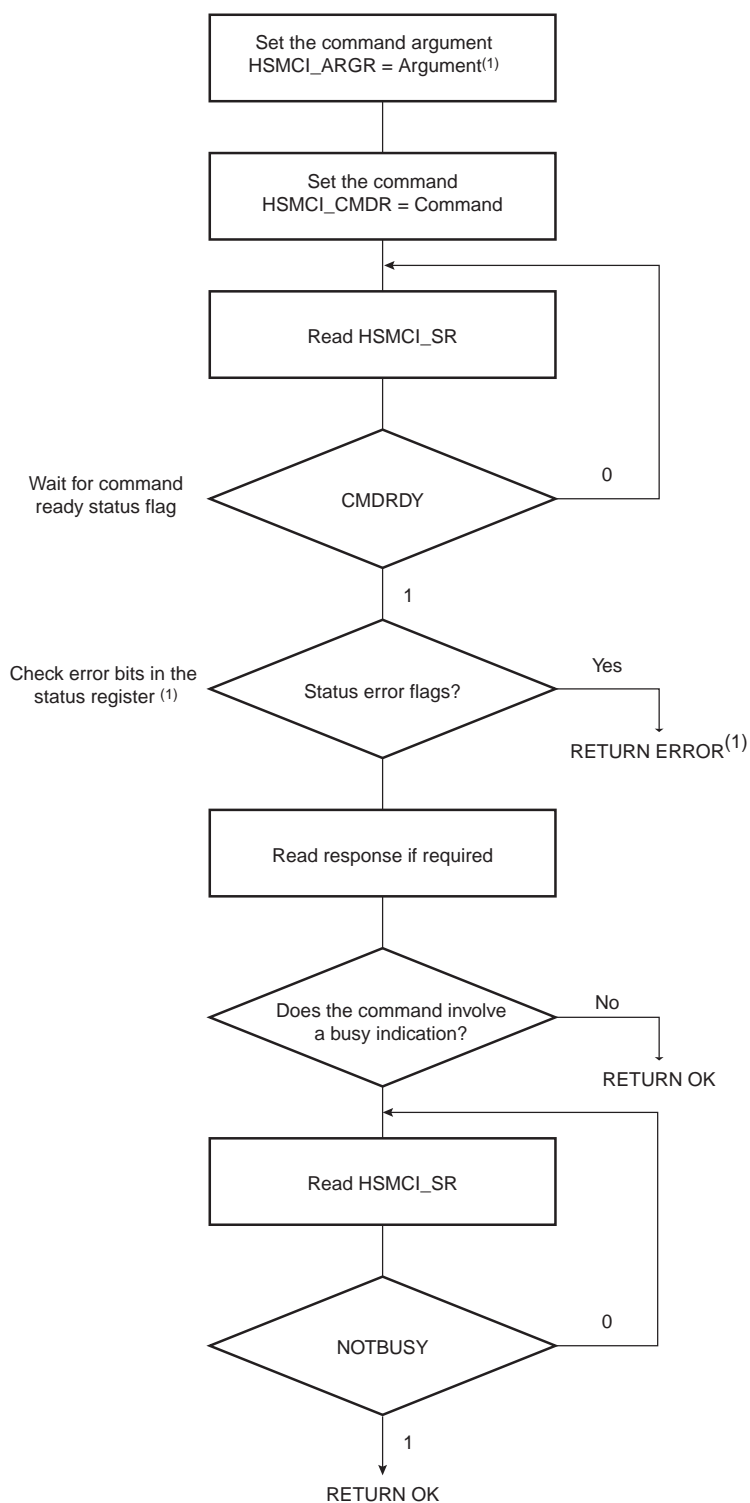 Set the command argument
HSMCI_ARGR = Argument(1)
Set the command
HSMCI_CMDR = Command
Read HSMCI_SR
Wait for command
ready status flag
CMDRDY
0
1
Check error bits in the
status register (1)
Status error flags?
Yes
RETURN ERROR(1)
Read response if required
Does the command involve
a busy indication?
No
RETURN OK
Read HSMCI_SR
NOTBUSY
0
1
RETURN OK